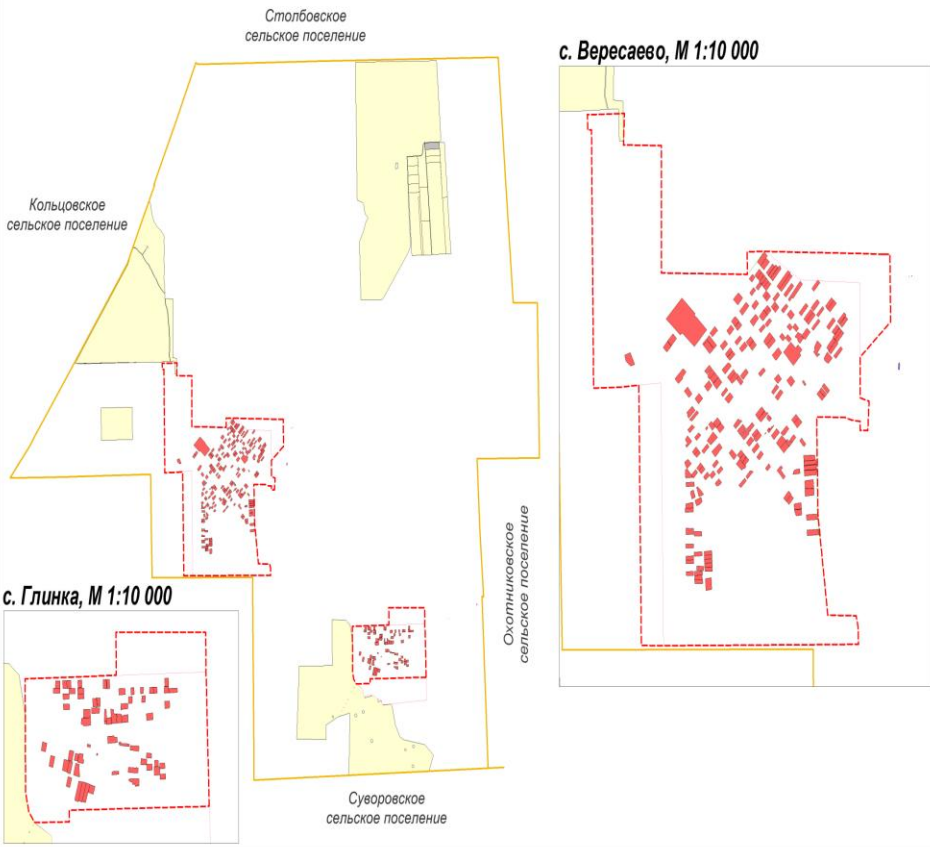 Столбовское
сельское поселение
с. Вересаево, М 1:10 000
Кольцовское
сельское поселение
Охотниковское
сельское поселение
с. Глинка, М 1:10 000
Суворовское
сельское поселение